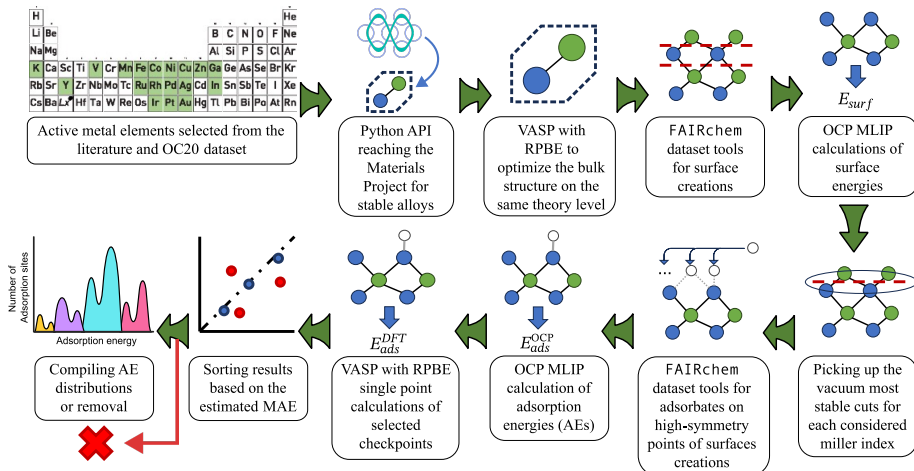 H He
Li Be B C N O F Ne
Na Mg Al Si P S Cl Ar
K Ca Sc Ti V Cr Mn Fe Co Ni Cu Zn Ga Ge As Se Br Kr
Rb Sr Y Zr Nb Mo Tc Ru Rh Pd Ag Cd In Sn Sb Te I Xe
Cs Ba Lx Hf Ta W Re Os Ir Pt Au Hg Tl Pb Bi Po At Rn
Active metal elements selected from the
literature and OC20 dataset
Python API
reaching the
Materials
Project for
stable alloys
VASP with
RPBE to
optimize the bulk
structure on the
same theory level
FAIRchem
dataset tools
for surface
creations
E_surf
OCP MLIP
calculations of
surface
energies
Picking up the
vacuum most
stable cuts for
each considered
miller index
...
FAIRchem
dataset tools for
adsorbates on
high-symmetry
points of surfaces
creations
E_ads^OCP
OCP MLIP
calculation of
adsorption
energies (AEs)
E_ads^DFT
VASP with RPBE
single point
calculations of
selected
checkpoints
Sorting results
based on the
estimated MAE
Number of
Adsorption sites
Adsorption energy
Compiling AE
distributions
or removal